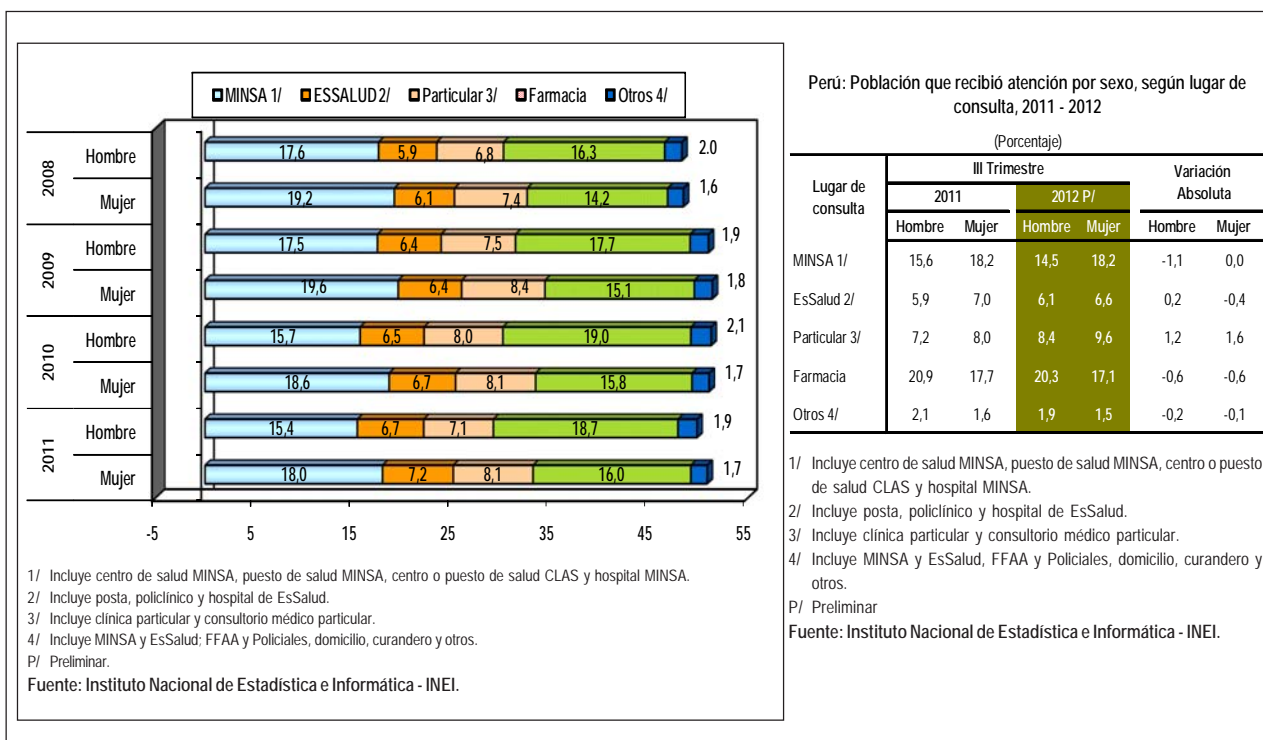 MINSA 1/ ESSALUD 2/ Particular 3/ Farmacia Otros 4/
2008
Hombre 17,6 5,9 6,8 16,3 2.0
Mujer 19,2 6,1 7,4 14,2 1,6
2009
Hombre 17,5 6,4 7,5 17,7 1,9
Mujer 19,6 6,4 8,4 15,1 1,8
2010
Hombre 15,7 6,5 8,0 19,0 2,1
Mujer 18,6 6,7 8,1 15,8 1,7
2011
Hombre 15,4 6,7 7,1 18,7 1,9
Mujer 18,0 7,2 8,1 16,0 1,7
-5 5 15 25 35 45 55
1/ Incluye centro de salud MINSA, puesto de salud MINSA, centro o puesto de salud CLAS y hospital MINSA.
2/ Incluye posta, policlínico y hospital de EsSalud.
3/ Incluye clínica particular y consultorio médico particular.
4/ Incluye MINSA y EsSalud; FFAA y Policiales, domicilio, curandero y otros.
P/ Preliminar.
Fuente: Instituto Nacional de Estadística e Informática - INEI.
Perú: Población que recibió atención por sexo, según lugar de
consulta, 2011 - 2012
(Porcentaje)
Lugar de consulta III Trimestre Variación Absoluta
2011 2012 P/
Hombre Mujer Hombre Mujer Hombre Mujer
MINSA 1/ 15,6 18,2 14,5 18,2 -1,1 0,0
EsSalud 2/ 5,9 7,0 6,1 6,6 0,2 -0,4
Particular 3/ 7,2 8,0 8,4 9,6 1,2 1,6
Farmacia 20,9 17,7 20,3 17,1 -0,6 -0,6
Otros 4/ 2,1 1,6 1,9 1,5 -0,2 -0,1
1/ Incluye centro de salud MINSA, puesto de salud MINSA, centro o puesto
de salud CLAS y hospital MINSA.
2/ Incluye posta, policlínico y hospital de EsSalud.
3/ Incluye clínica particular y consultorio médico particular.
4/ Incluye MINSA y EsSalud, FFAA y Policiales, domicilio, curandero y
otros.
P/ Preliminar
Fuente: Instituto Nacional de Estadística e Informática - INEI.